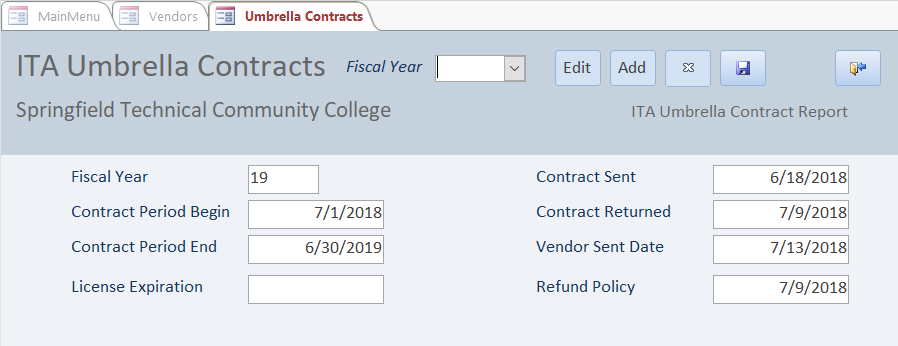 MainMenu Vendors Umbrella Contracts
ITA Umbrella Contracts Fiscal Year Edit Add
Springfield Technical Community College ITA Umbrella Contract Report
Fiscal Year 19 Contract Sent 6/18/2018
Contract Period Begin 7/1/2018 Contract Returned 7/9/2018
Contract Period End 6/30/2019 Vendor Sent Date 7/13/2018
License Expiration Refund Policy 7/9/2018